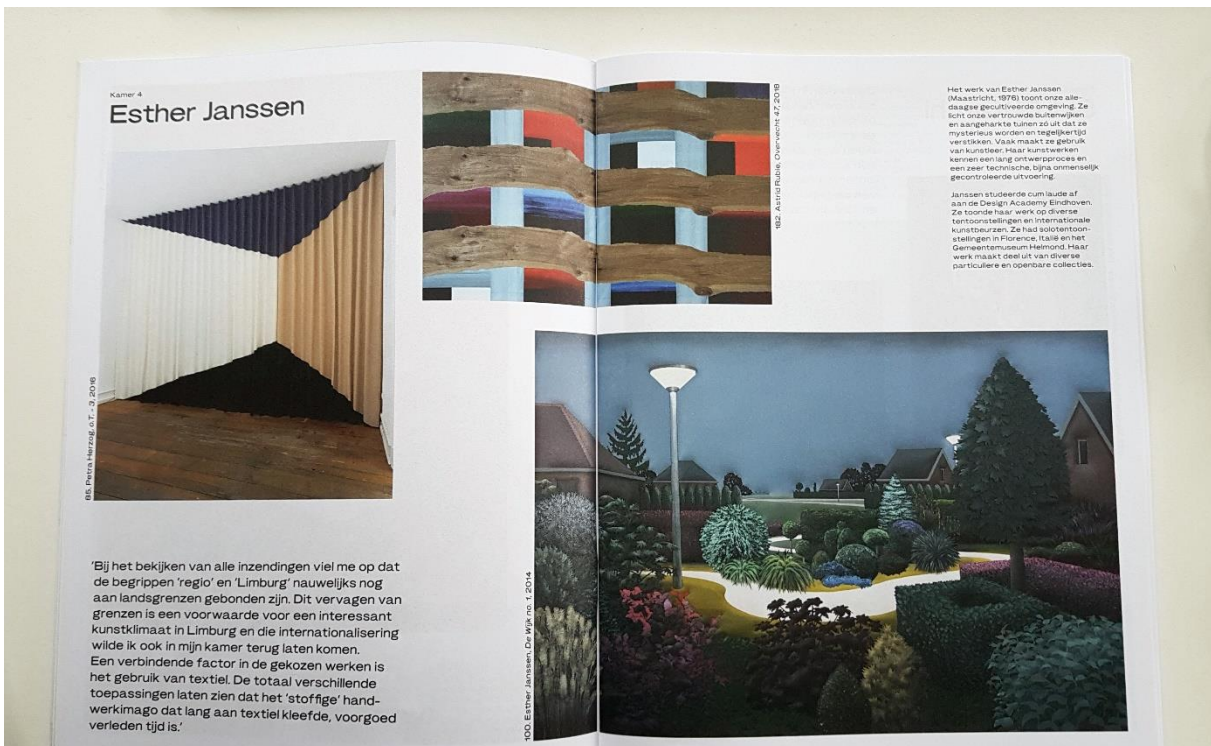 Kamer 4
Esther Janssen
85. Petra Herzog, o.T. - 3, 2016
'Bij het bekijken van alle inzendingen viel me op dat
de begrippen 'regio' en 'Limburg' nauwelijks nog
aan landsgrenzen gebonden zijn. Dit vervagen van
grenzen is een voorwaarde voor een interessant
kunstklimaat in Limburg en die internationalisering
wilde ik ook in mijn kamer terug laten komen.
Een verbindende factor in de gekozen werken is
het gebruik van textiel. De totaal verschillende
toepassingen laten zien dat het 'stoffige' hand-
werkimago dat lang aan textiel kleefde, voorgoed
verleden tijd is.'
182. Astrid Rubie, Overvecht 47, 2018
100. Esther Janssen, De Wijk no. 1, 2014
Het werk van Esther Janssen
(Maastricht, 1976) toont onze alle-
daagse gecultiveerde omgeving. Ze
licht onze vertrouwde buitenwijken
en aangeharkte tuinen zó uit dat ze
mysterieus worden en tegelijkertijd
verstikken. Vaak maakt ze gebruik
van kunstleer. Haar kunstwerken
kennen een lang ontwerpproces en
een zeer technische, bijna onmenselijk
gecontroleerde uitvoering.
Janssen studeerde cum laude af
aan de Design Academy Eindhoven.
Ze toonde haar werk op diverse
tentoonstellingen en internationale
kunstbeurzen. Ze had solotentoon-
stellingen in Florence, Italië en het
Gemeentemuseum Helmond. Haar
werk maakt deel uit van diverse
particuliere en openbare collecties.